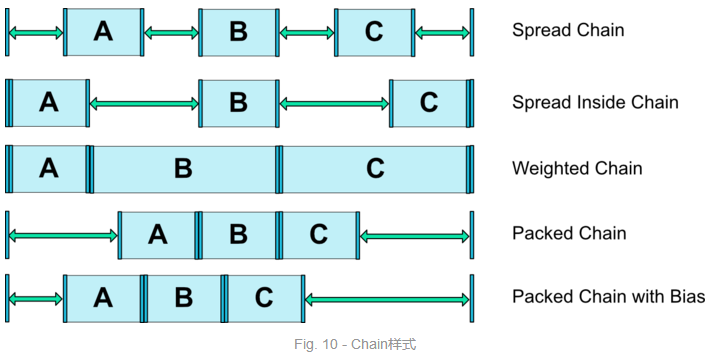 A B C Spread Chain
A B C Spread Inside Chain
A B C Weighted Chain
A B C Packed Chain
A B C Packed Chain with Bias
Fig. 10 - Chain样式